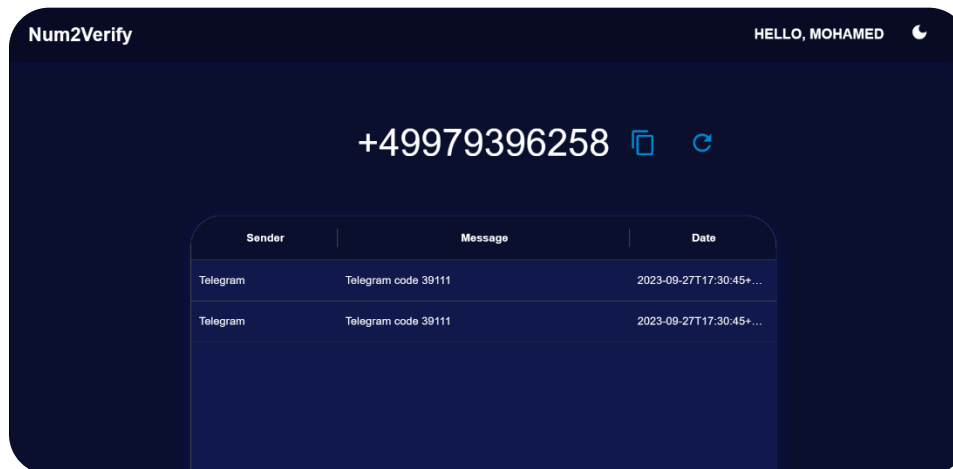 Num2Verify HELLO, MOHAMED
+49979396258
Sender Message Date
Telegram Telegram code 39111 2023-09-27T17:30:45+...
Telegram Telegram code 39111 2023-09-27T17:30:45+...